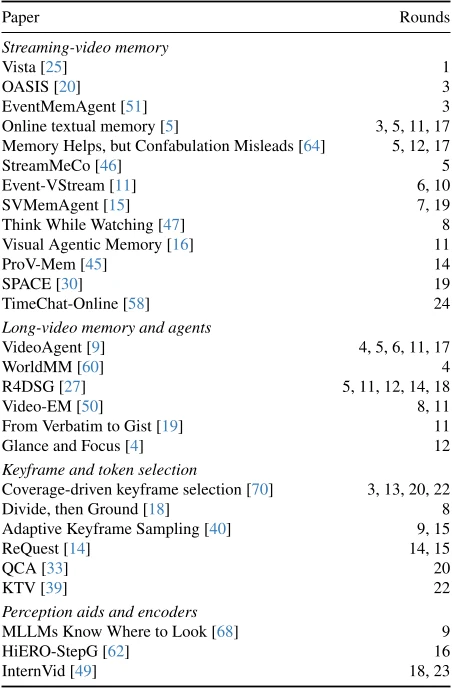 Paper Rounds
Streaming-video memory
Vista [25] 1
OASIS [20] 3
EventMemAgent [51] 3
Online textual memory [5] 3, 5, 11, 17
Memory Helps, but Confabulation Misleads [64] 5, 12, 17
StreamMeCo [46] 5
Event-VStream [11] 6, 10
SVMemAgent [15] 7, 19
Think While Watching [47] 8
Visual Agentic Memory [16] 11
ProV-Mem [45] 14
SPACE [30] 19
TimeChat-Online [58] 24
Long-video memory and agents
VideoAgent [9] 4, 5, 6, 11, 17
WorldMM [60] 4
R4DSG [27] 5, 11, 12, 14, 18
Video-EM [50] 8, 11
From Verbatim to Gist [19] 11
Glance and Focus [4] 12
Keyframe and token selection
Coverage-driven keyframe selection [70] 3, 13, 20, 22
Divide, then Ground [18] 8
Adaptive Keyframe Sampling [40] 9, 15
ReQuest [14] 14, 15
QCA [33] 20
KTV [39] 22
Perception aids and encoders
MLLMs Know Where to Look [68] 9
HiERO-StepG [62] 16
InternVid [49] 18, 23